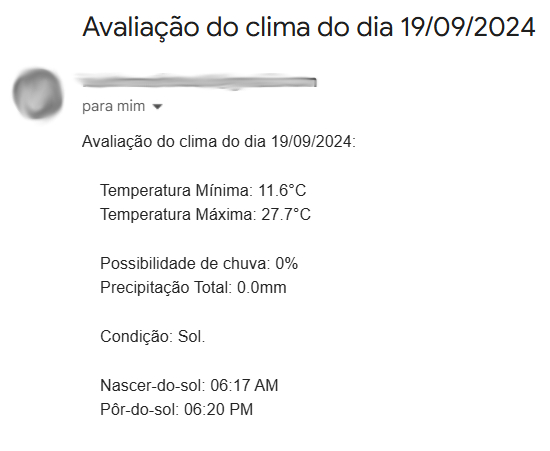 Avaliação do clima do dia 19/09/2024
para mim
Avaliação do clima do dia 19/09/2024:
Temperatura Mínima: 11.6°C
Temperatura Máxima: 27.7°C
Possibilidade de chuva: 0%
Precipitação Total: 0.0mm
Condição: Sol.
Nascer-do-sol: 06:17 AM
Pôr-do-sol: 06:20 PM